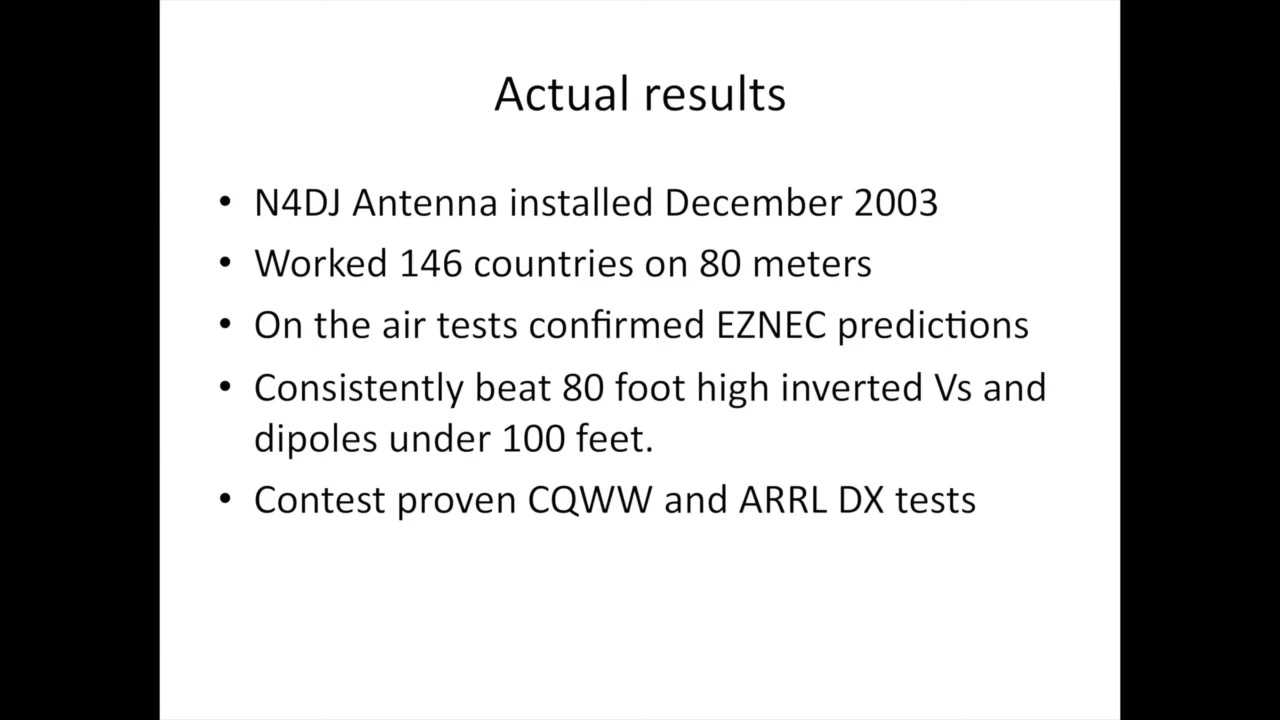 Actual results
• N4DJ Antenna installed December 2003
• Worked 146 countries on 80 meters
• On the air tests confirmed EZNEC predictions
• Consistently beat 80 foot high inverted Vs and
dipoles under 100 feet.
• Contest proven CQWW and ARRL DX tests